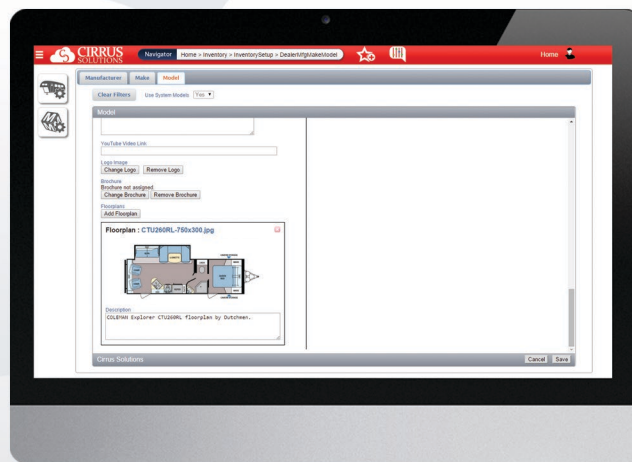 CIRRUS
SOLUTIONS
Navigator Home > Inventory > InventorySetup > DealerMfgMakeModel
Home
Manufacturer Make Model
Clear Filters Use System Models Yes
Model
YouTube Video Link
Logo Image
Change Logo Remove Logo
Brochure
Brochure not assigned.
Change Brochure Remove Brochure
Floorplans
Add Floorplan
Floorplan : CTU260RL-750x300.jpg
Description
COLEMAN Explorer CTU260RL floorplan by Dutchmen.
Cirrus Solutions
Cancel Save